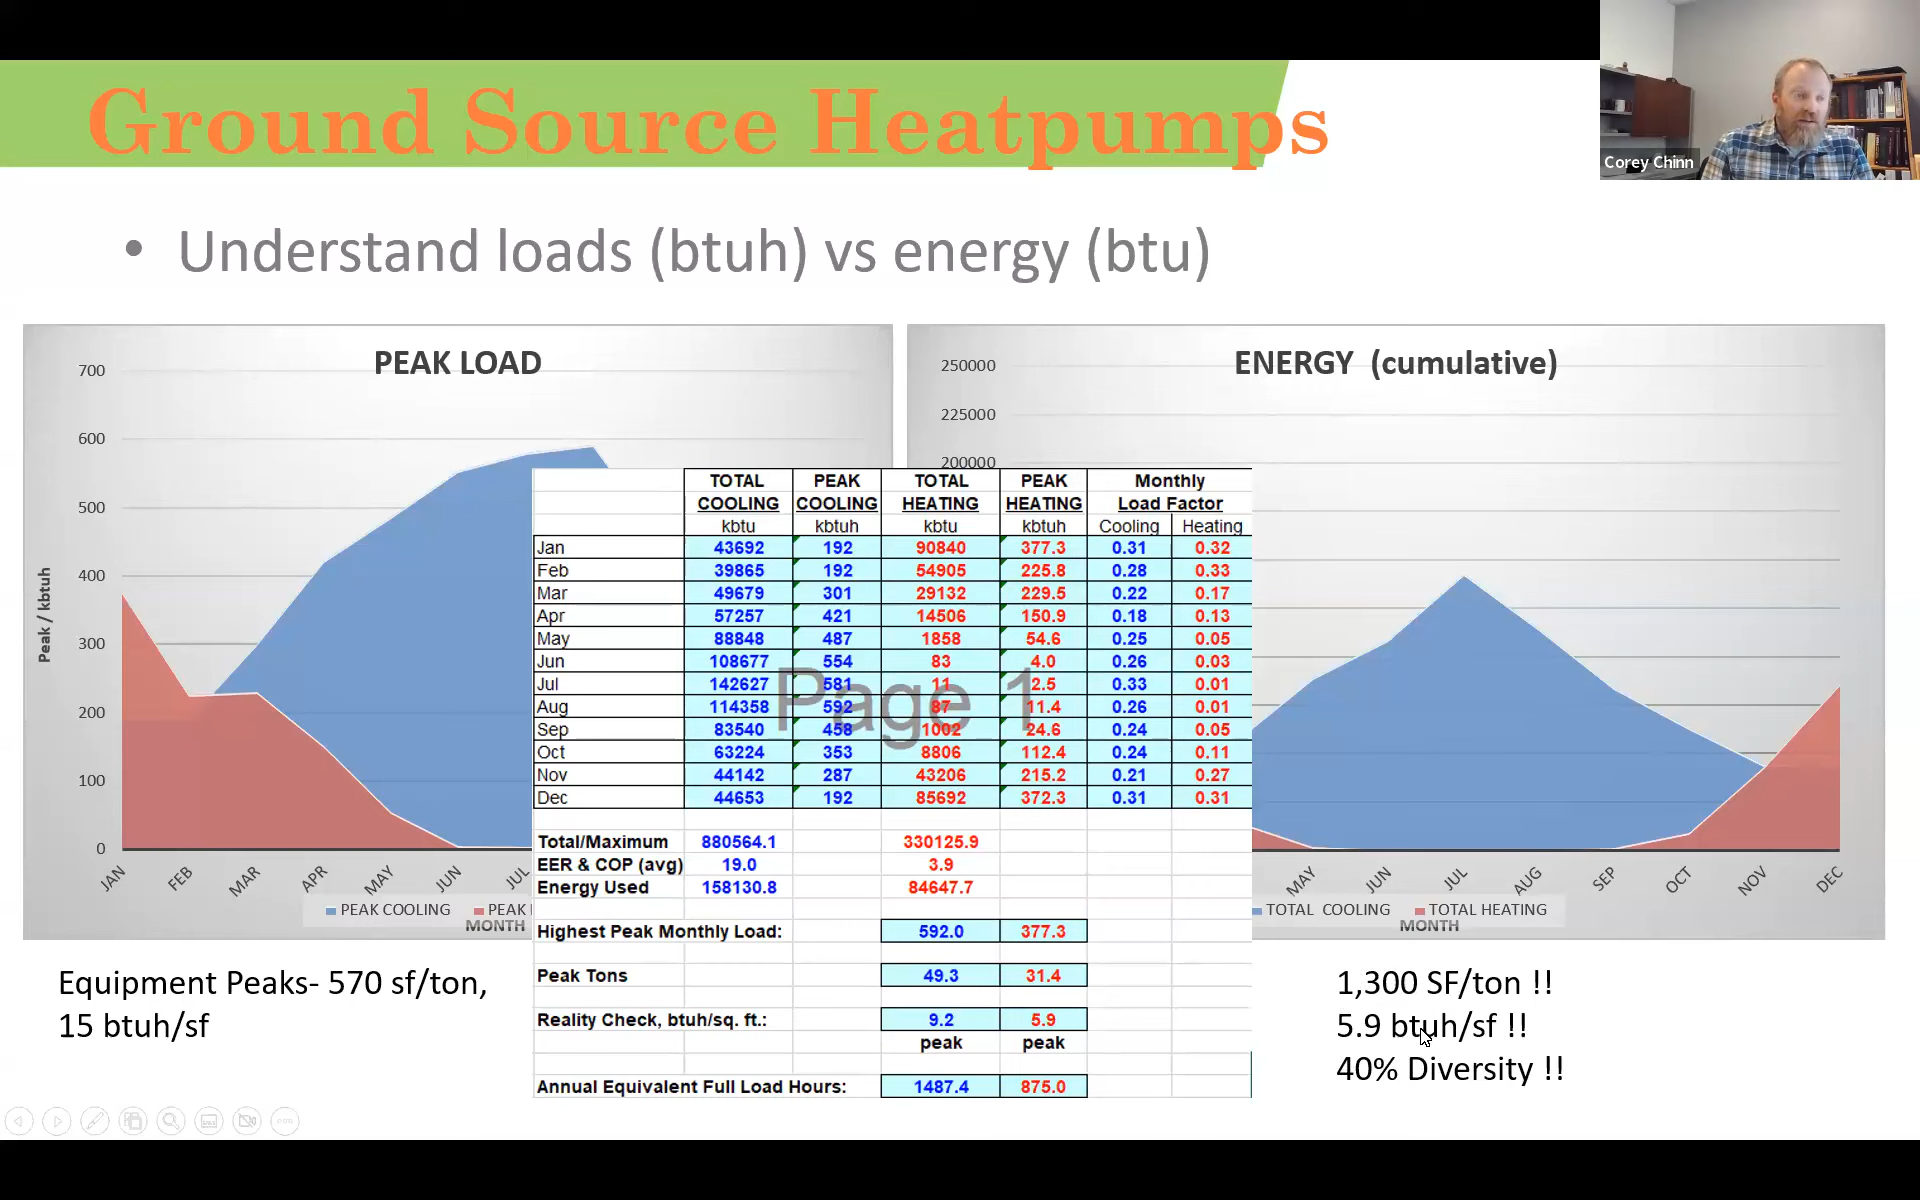 Ground Source Heatpumps
Corey Chinn
• Understand loads (btuh) vs energy (btu)
PEAK LOAD
700
600
500
400
300
200
100
0
Peak / kbtuh
JAN FEB MAR APR MAY JUN JUL
PEAK COOLING PEAK
MONTH
ENERGY (cumulative)
250000
225000
200000
MAY JUN JUL AUG SEP OCT NOV DEC
TOTAL COOLING TOTAL HEATING
MONTH
TOTAL PEAK TOTAL PEAK Monthly
COOLING COOLING HEATING HEATING Load Factor
kbtu kbtuh kbtu kbtuh Cooling Heating
Jan 43692 192 90840 377.3 0.31 0.32
Feb 39865 192 54905 225.8 0.28 0.33
Mar 49679 301 29132 229.5 0.22 0.17
Apr 57257 421 14506 150.9 0.18 0.13
May 88848 487 1858 54.6 0.25 0.05
Jun 108677 554 83 4.0 0.26 0.03
Jul 142627 581 11 2.5 0.33 0.01
Aug 114358 592 87 11.4 0.26 0.01
Sep 83540 458 1002 24.6 0.24 0.05
Oct 63224 353 8806 112.4 0.24 0.11
Nov 44142 287 43206 215.2 0.21 0.27
Dec 44653 192 85692 372.3 0.31 0.31
Page 1
Total/Maximum 880564.1 330125.9
EER & COP (avg) 19.0 3.9
Energy Used 158130.8 84647.7
Highest Peak Monthly Load: 592.0 377.3
Peak Tons 49.3 31.4
Reality Check, btuh/sq. ft.: 9.2 5.9
peak peak
Annual Equivalent Full Load Hours: 1487.4 875.0
Equipment Peaks- 570 sf/ton,
15 btuh/sf
1,300 SF/ton !!
5.9 btuh/sf !!
40% Diversity !!